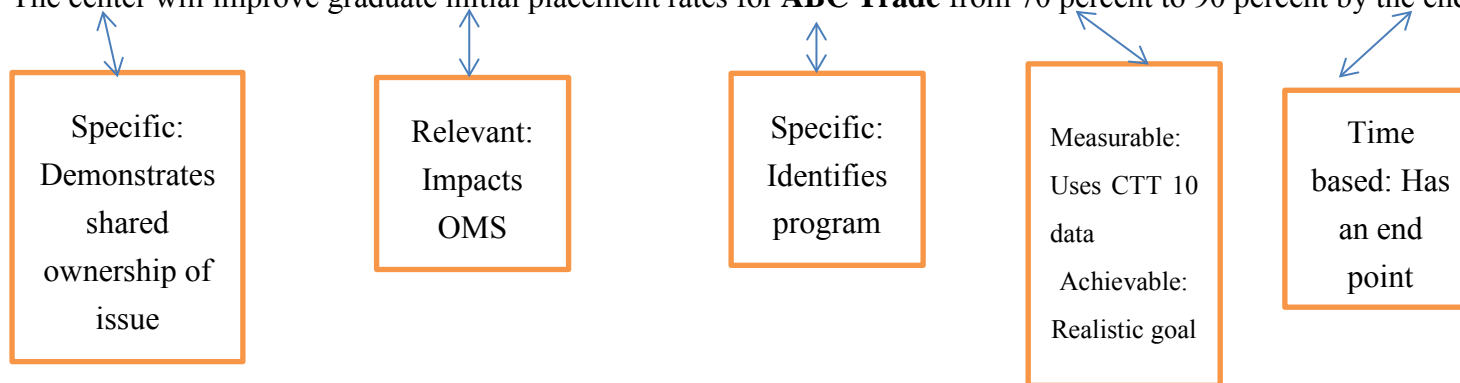 The center will improve graduate initial placement rates for ABC Trade from 70 percent to 90 percent by the end
Specific:
Demonstrates
shared
ownership of
issue
Relevant:
Impacts
OMS
Specific:
Identifies
program
Measurable:
Uses CTT 10
data
Achievable:
Realistic goal
Time
based: Has
an end
point